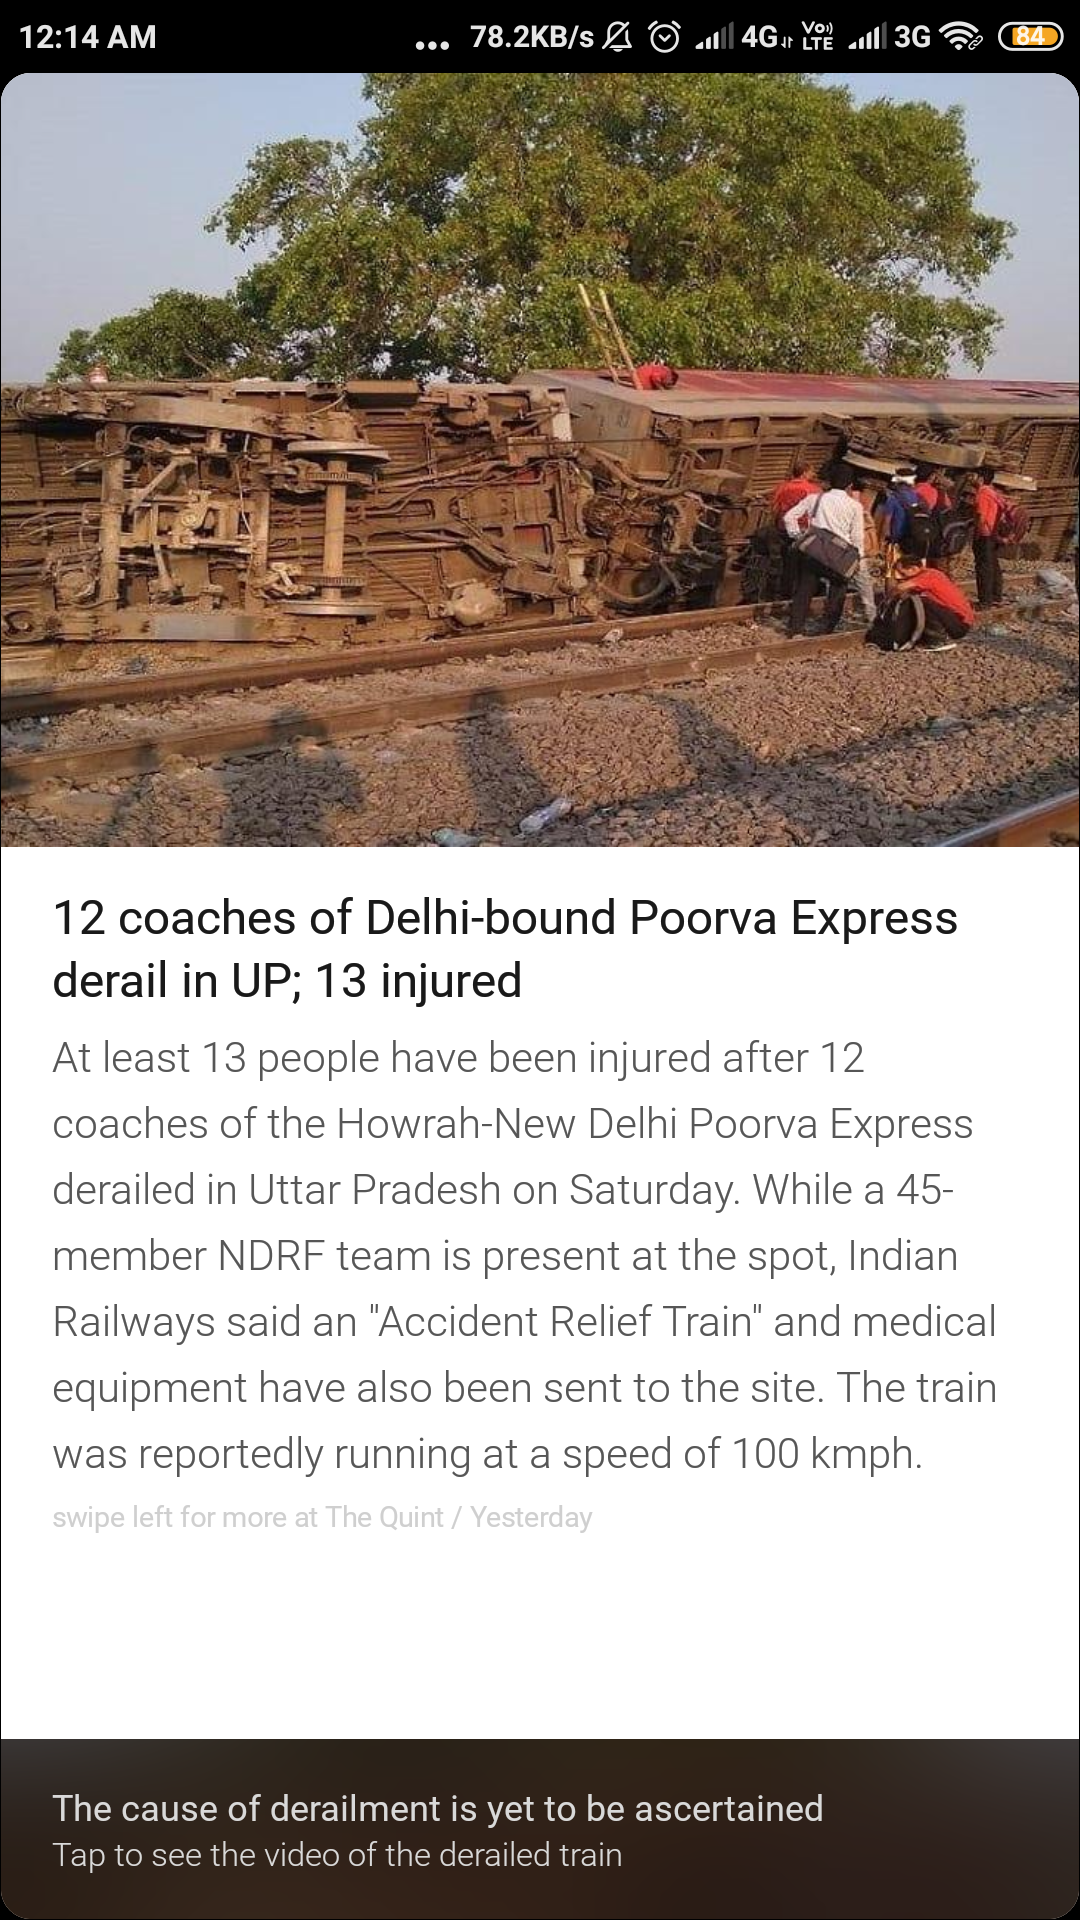 12:14 AM ... 78.2KB/s 4G Vo)) LTE 3G 84
12 coaches of Delhi-bound Poorva Express
derail in UP; 13 injured
At least 13 people have been injured after 12
coaches of the Howrah-New Delhi Poorva Express
derailed in Uttar Pradesh on Saturday. While a 45-
member NDRF team is present at the spot, Indian
Railways said an "Accident Relief Train" and medical
equipment have also been sent to the site. The train
was reportedly running at a speed of 100 kmph.
swipe left for more at The Quint / Yesterday
The cause of derailment is yet to be ascertained
Tap to see the video of the derailed train